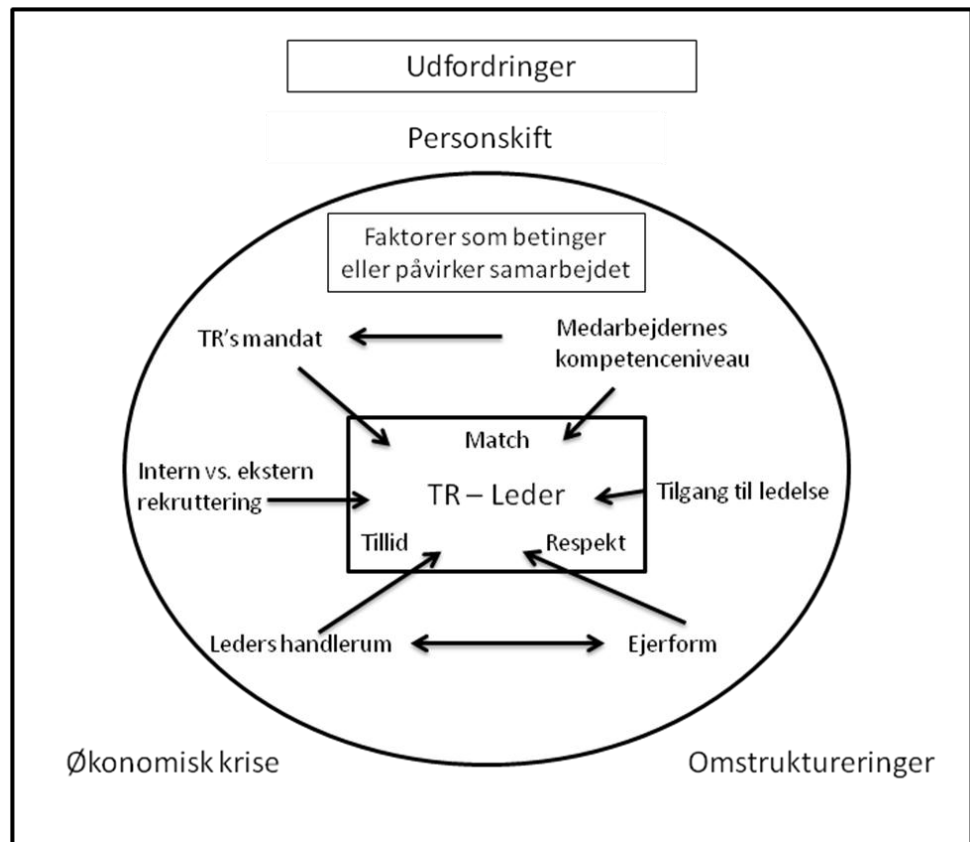 Udfordringer
Personskift
Faktorer som betinger
eller påvirker samarbejdet
TR's mandat
Medarbejdernes
kompetenceniveau
Match
Intern vs. ekstern
rekruttering
TR – Leder
Tilgang til ledelse
Tillid
Respekt
Leders handlerum
Ejerform
Økonomisk krise
Omstruktureringer